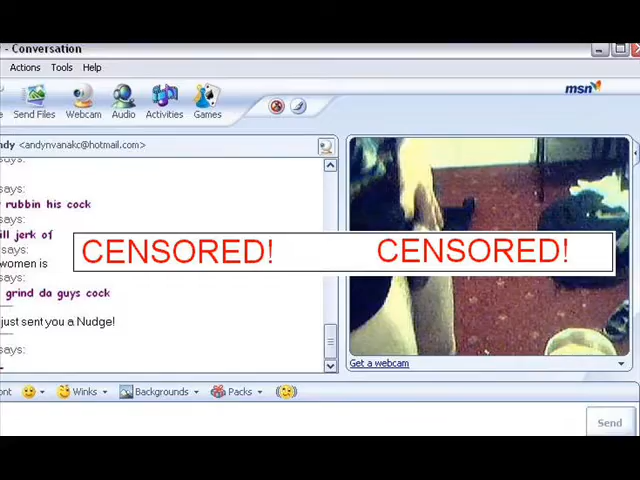 - Conversation
Actions Tools Help
msn
Send Files Webcam Audio Activities Games
ndy <andynvanakc@hotmail.com>
says:
says:
rubbin his cock
says:
ill jerk of
says:
women is
CENSORED! CENSORED!
says:
grind da guys cock
just sent you a Nudge!
says:
Get a webcam
ont Winks Backgrounds Packs
Send